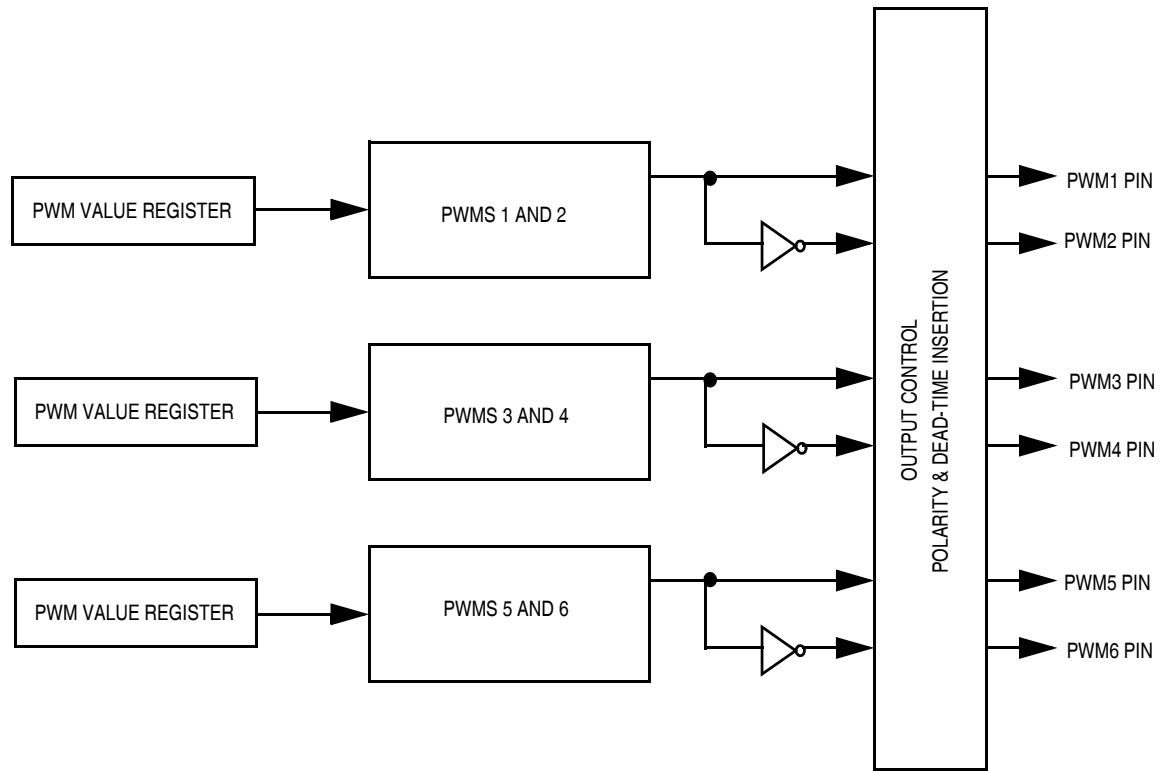 PWM VALUE REGISTER
PWMS 1 AND 2
PWM1 PIN
PWM2 PIN
PWM VALUE REGISTER
PWMS 3 AND 4
PWM3 PIN
PWM4 PIN
PWM VALUE REGISTER
PWMS 5 AND 6
PWM5 PIN
PWM6 PIN
OUTPUT CONTROL
POLARITY & DEAD-TIME INSERTION